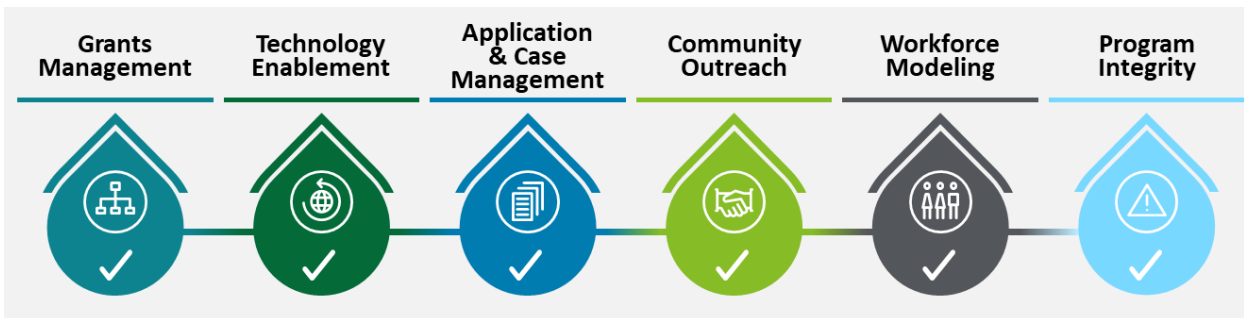 Grants
Management
Technology
Enablement
Application
& Case
Management
Community
Outreach
Workforce
Modeling
Program
Integrity